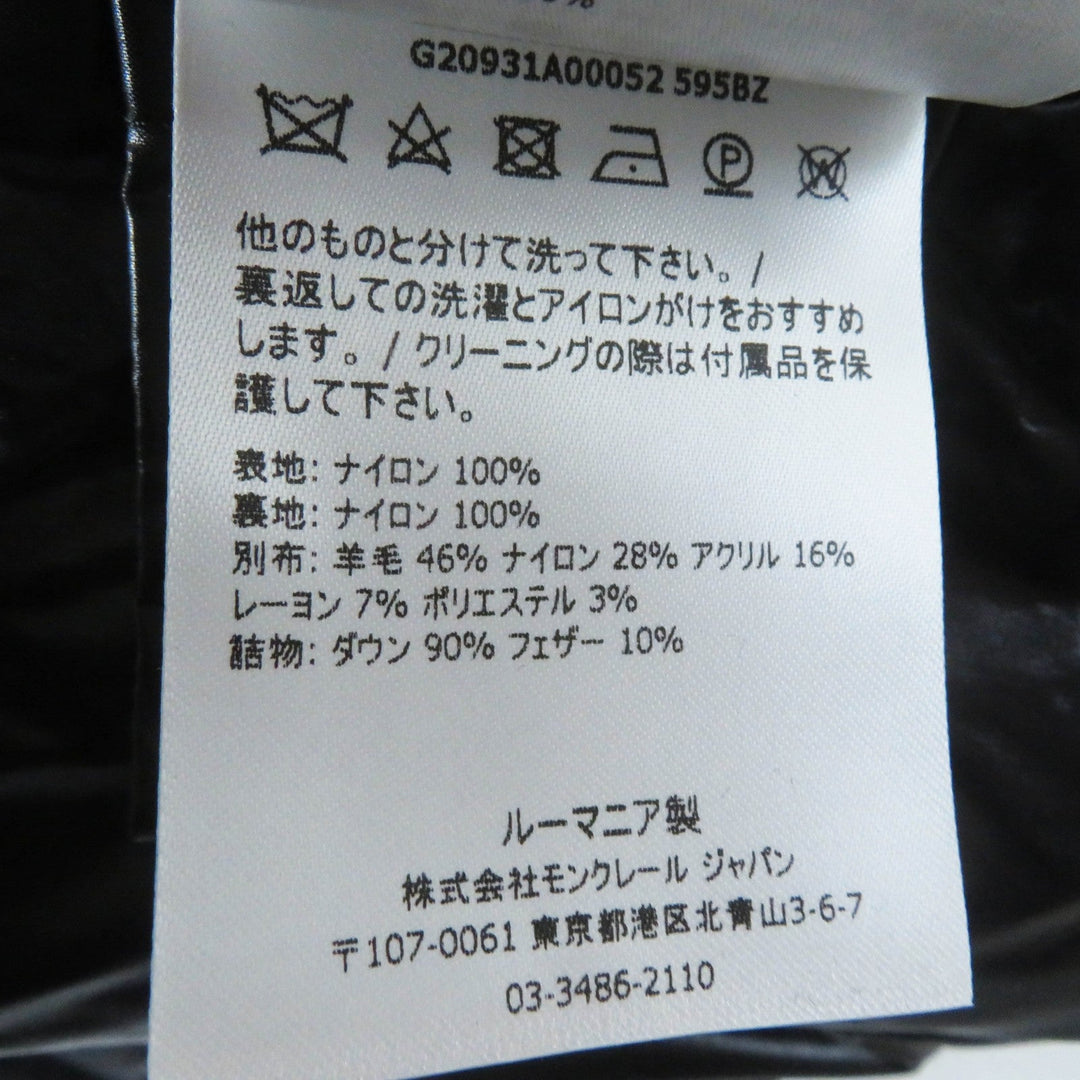 G20931A00052 595BZ
P
W
他のものと分けて洗って下さい。/
裏返しての洗濯とアイロンがけをおすすめ
します。/ クリーニングの際は付属品を保
護して下さい。
表地: ナイロン 100%
裏地: ナイロン 100%
別布: 羊毛 46% ナイロン 28% アクリル 16%
レーヨン 7% ポリエステル 3%
詰物: ダウン 90% フェザー 10%
ルーマニア製
株式会社モンクレール ジャパン
〒107-0061 東京都港区北青山3-6-7
03-3486-2110